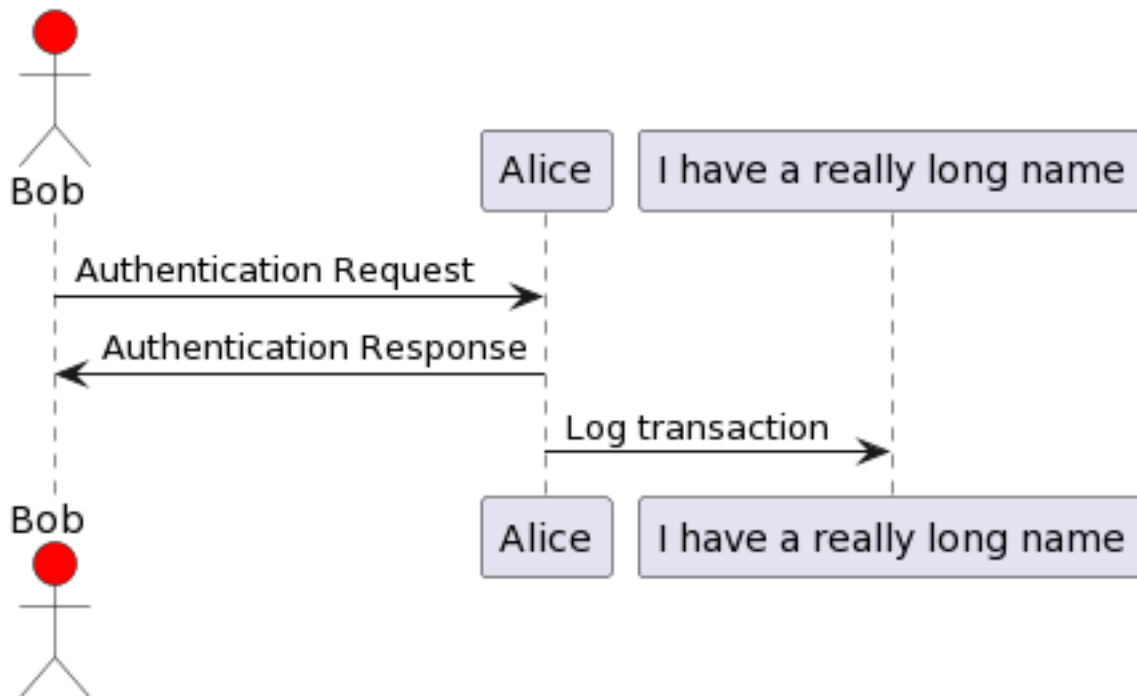 Bob
Alice
I have a really long name
Authentication Request
Authentication Response
Log transaction
Bob
Alice
I have a really long name